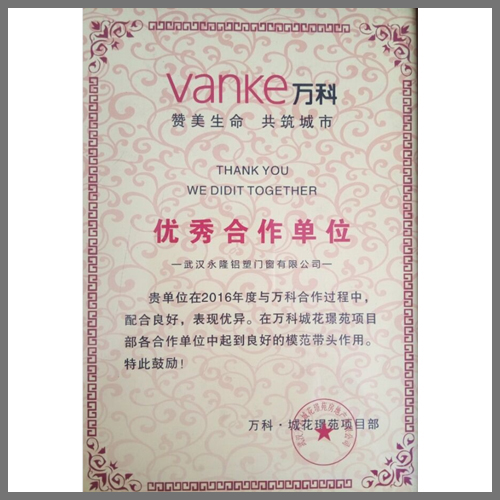 vanke万科
赞美生命 共筑城市
THANK YOU
WE DIDIT TOGETHER
优秀合作单位
—武汉永隆铝塑门窗有限公司—
贵单位在2016年度与万科合作过程中，
配合良好，表现优异。在万科城花璟苑项目
部各合作单位中起到良好的模范带头作用。
特此鼓励！
万科·城花璟苑项目部